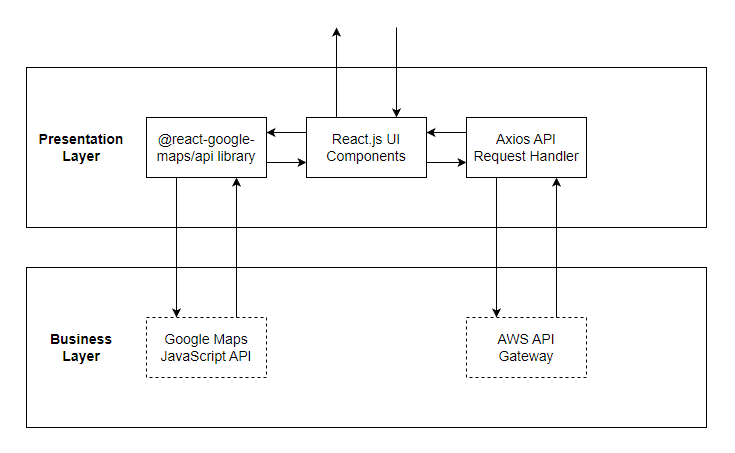 Presentation
Layer
@react-google-
maps/api library
React.js UI
Components
Axios API
Request Handler
Business
Layer
Google Maps
JavaScript API
AWS API
Gateway